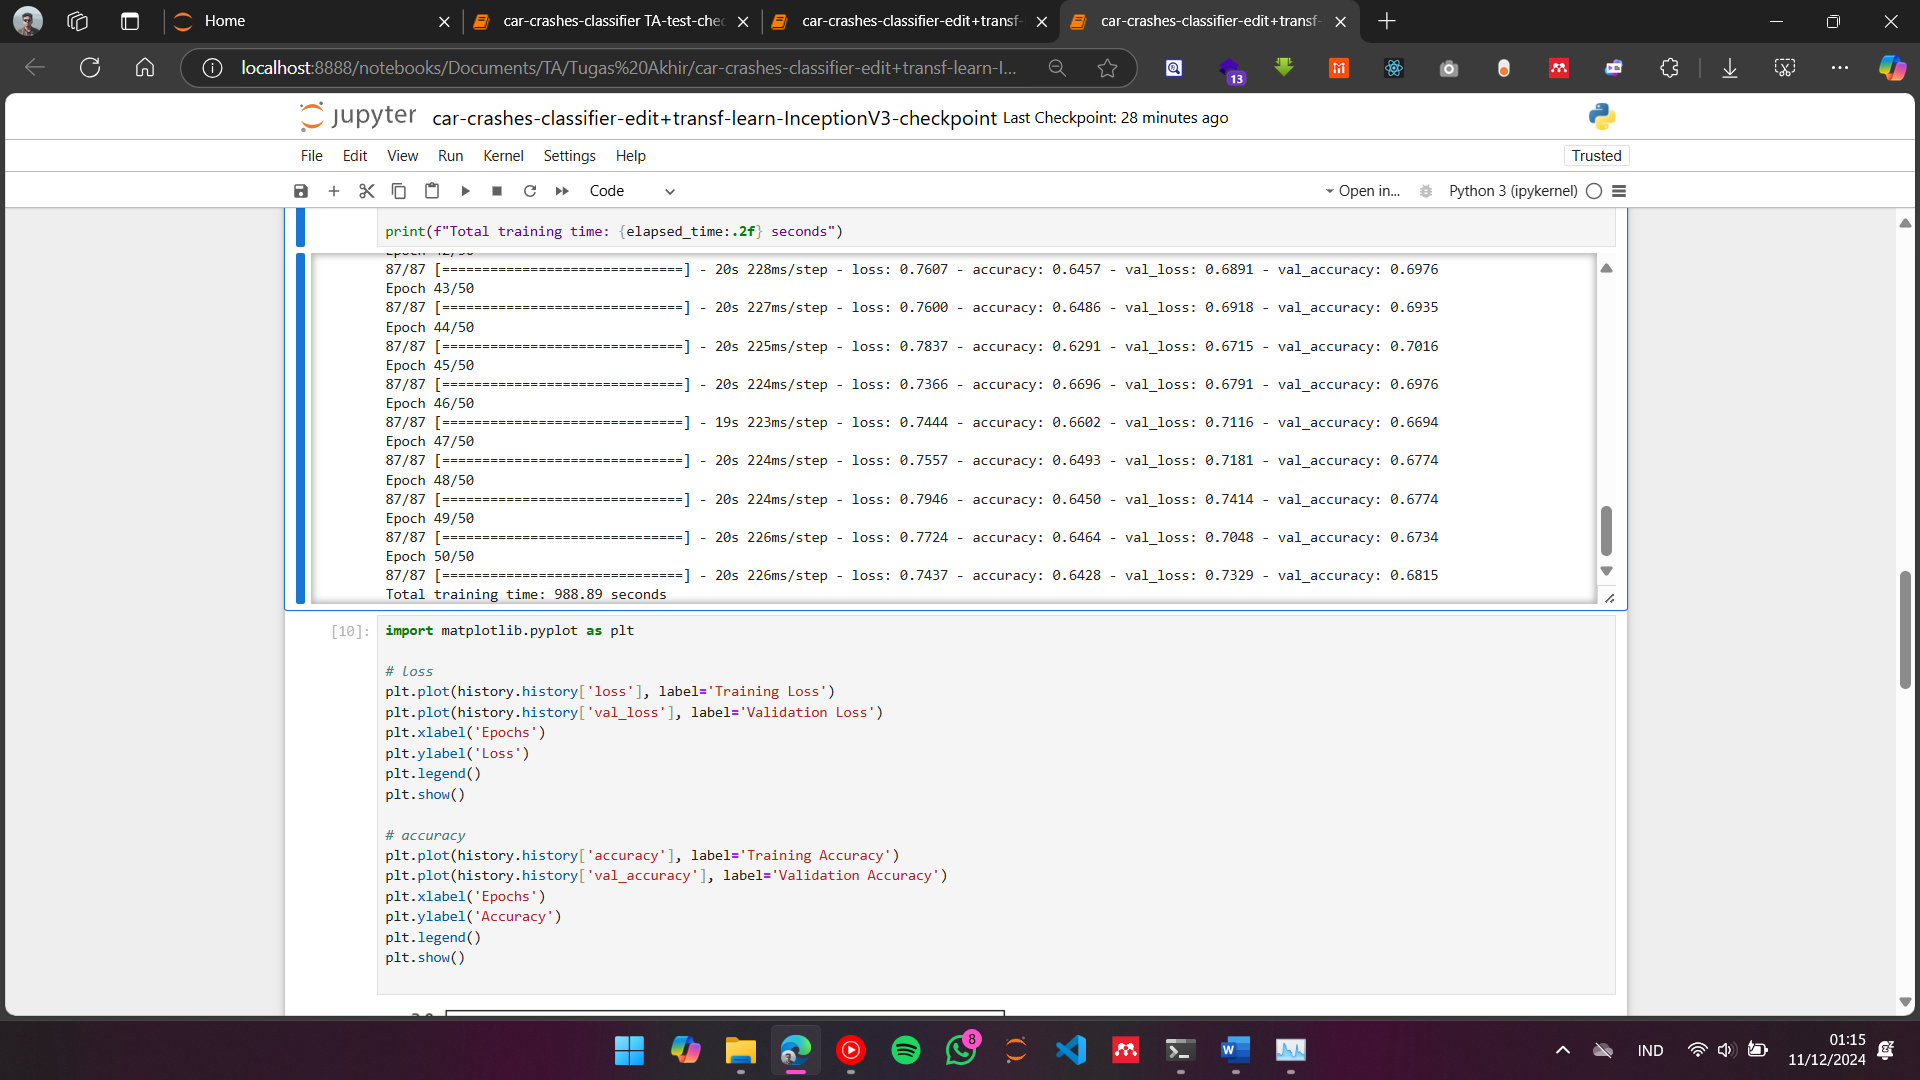 Home
car-crashes-classifier TA-test-chec
car-crashes-classifier-edit+transf-
car-crashes-classifier-edit+transf-
localhost:8888/notebooks/Documents/TA/Tugas%20Akhir/car-crashes-classifier-edit+transf-learn-I...
13
jupyter
car-crashes-classifier-edit+transf-learn-InceptionV3-checkpoint Last Checkpoint: 28 minutes ago
File Edit View Run Kernel Settings Help
Trusted
Code
Open in...
Python 3 (ipykernel)
print(f"Total training time: {elapsed_time:.2f} seconds")
Epoch 42/50
87/87 [==============================] - 20s 228ms/step - loss: 0.7607 - accuracy: 0.6457 - val_loss: 0.6891 - val_accuracy: 0.6976
Epoch 43/50
87/87 [==============================] - 20s 227ms/step - loss: 0.7600 - accuracy: 0.6486 - val_loss: 0.6918 - val_accuracy: 0.6935
Epoch 44/50
87/87 [==============================] - 20s 225ms/step - loss: 0.7837 - accuracy: 0.6291 - val_loss: 0.6715 - val_accuracy: 0.7016
Epoch 45/50
87/87 [==============================] - 20s 224ms/step - loss: 0.7366 - accuracy: 0.6696 - val_loss: 0.6791 - val_accuracy: 0.6976
Epoch 46/50
87/87 [==============================] - 19s 223ms/step - loss: 0.7444 - accuracy: 0.6602 - val_loss: 0.7116 - val_accuracy: 0.6694
Epoch 47/50
87/87 [==============================] - 20s 224ms/step - loss: 0.7557 - accuracy: 0.6493 - val_loss: 0.7181 - val_accuracy: 0.6774
Epoch 48/50
87/87 [==============================] - 20s 224ms/step - loss: 0.7946 - accuracy: 0.6450 - val_loss: 0.7414 - val_accuracy: 0.6774
Epoch 49/50
87/87 [==============================] - 20s 226ms/step - loss: 0.7724 - accuracy: 0.6464 - val_loss: 0.7048 - val_accuracy: 0.6734
Epoch 50/50
87/87 [==============================] - 20s 226ms/step - loss: 0.7437 - accuracy: 0.6428 - val_loss: 0.7329 - val_accuracy: 0.6815
Total training time: 988.89 seconds
[10]:
import matplotlib.pyplot as plt
# loss
plt.plot(history.history['loss'], label='Training Loss')
plt.plot(history.history['val_loss'], label='Validation Loss')
plt.xlabel('Epochs')
plt.ylabel('Loss')
plt.legend()
plt.show()
# accuracy
plt.plot(history.history['accuracy'], label='Training Accuracy')
plt.plot(history.history['val_accuracy'], label='Validation Accuracy')
plt.xlabel('Epochs')
plt.ylabel('Accuracy')
plt.legend()
plt.show()
8
IND
01:15
11/12/2024